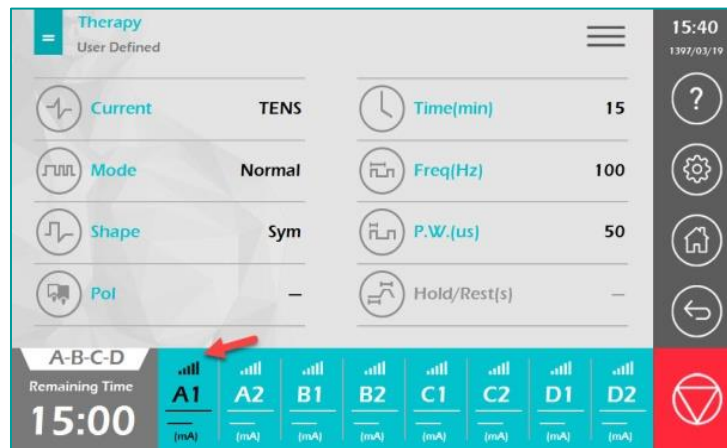 Therapy
User Defined
15:40
1397/03/19
Current TENS
Time(min) 15
?
Mode Normal
Freq(Hz) 100
Shape Sym
P.W.(us) 50
Pol –
Hold/Rest(s) –
A-B-C-D
Remaining Time
15:00
A1 A2 B1 B2 C1 C2 D1 D2
(mA) (mA) (mA) (mA) (mA) (mA) (mA) (mA)